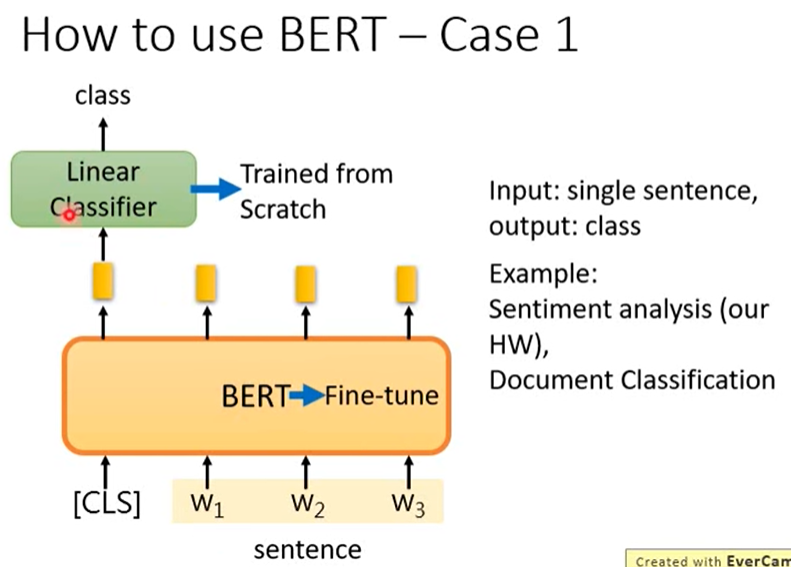 How to use BERT – Case 1
class
Linear
Classifier
Trained from
Scratch
Input: single sentence,
output: class
Example:
Sentiment analysis (our
HW),
Document Classification
BERT
Fine-tune
[CLS]
w1
w2
w3
sentence
Created with EverCam